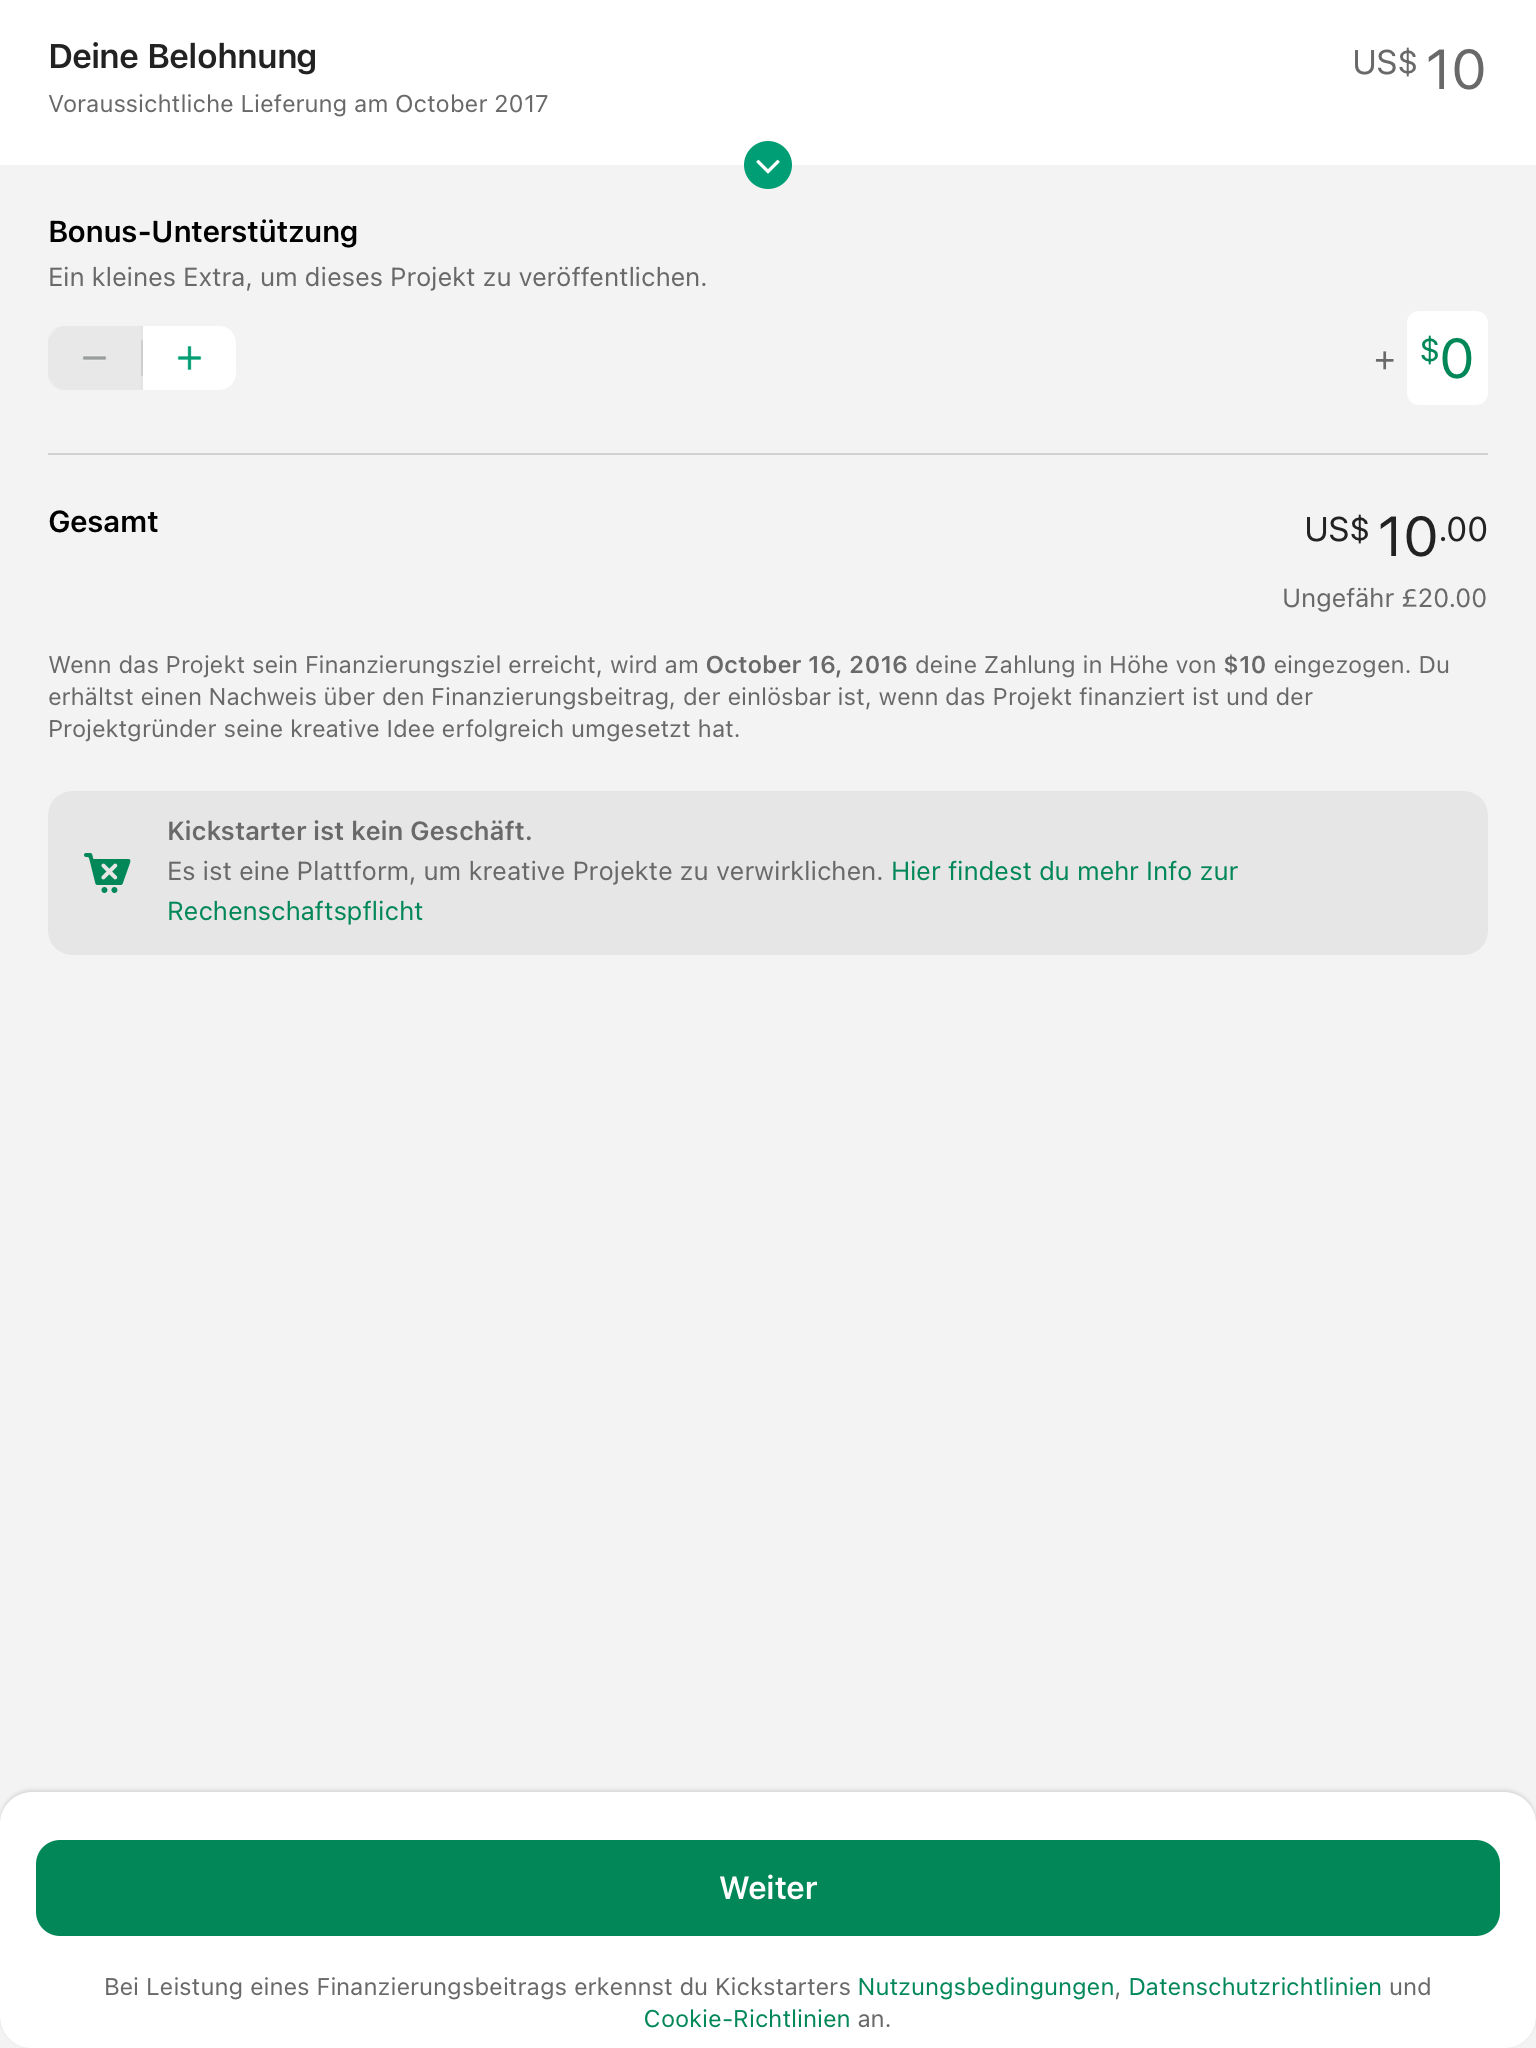 Deine Belohnung
US$ 10
Voraussichtliche Lieferung am October 2017
Bonus-Unterstützung
Ein kleines Extra, um dieses Projekt zu veröffentlichen.
− + + $0
Gesamt
US$ 10.00
Ungefähr £20.00
Wenn das Projekt sein Finanzierungsziel erreicht, wird am October 16, 2016 deine Zahlung in Höhe von $10 eingezogen. Du
erhältst einen Nachweis über den Finanzierungsbeitrag, der einlösbar ist, wenn das Projekt finanziert ist und der
Projektgründer seine kreative Idee erfolgreich umgesetzt hat.
Kickstarter ist kein Geschäft.
Es ist eine Plattform, um kreative Projekte zu verwirklichen. Hier findest du mehr Info zur
Rechenschaftspflicht
Weiter
Bei Leistung eines Finanzierungsbeitrags erkennst du Kickstarters Nutzungsbedingungen, Datenschutzrichtlinien und
Cookie-Richtlinien an.